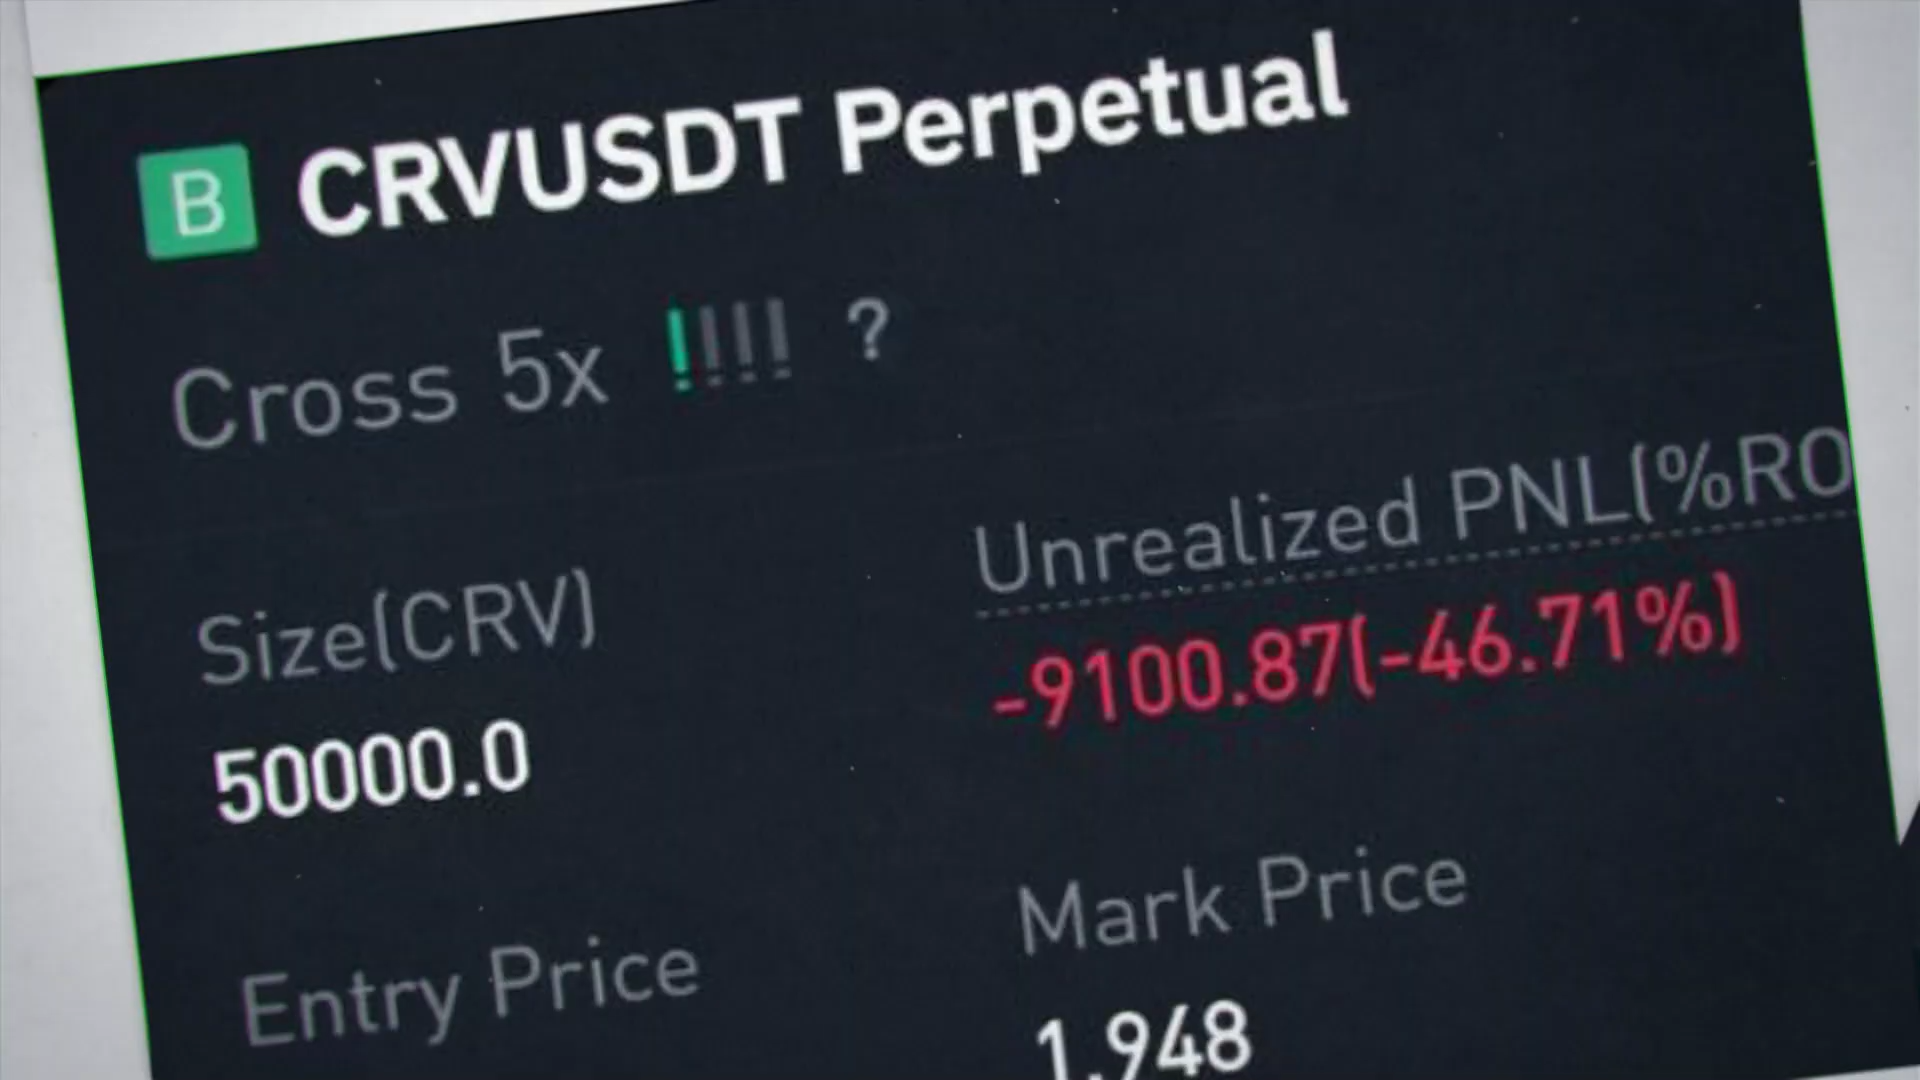 B CRVUSDT Perpetual
Cross 5x !!!! ?
Size(CRV)
50000.0
Unrealized PNL(%RO
-9100.87(-46.71%)
Entry Price
Mark Price
1.948